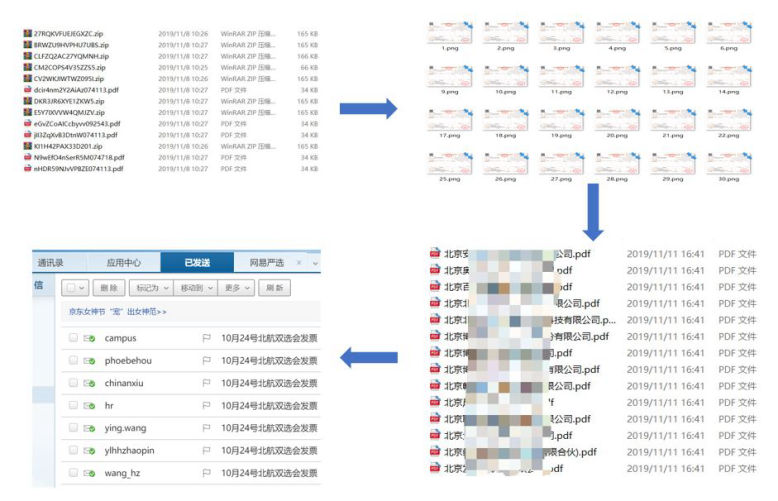 27RQKVFUEJEGXZC.zip 2019/11/8 10:26 WinRAR ZIP 压缩... 165 KB
8RWZU9HVPHU7UBS.zip 2019/11/8 10:27 WinRAR ZIP 压缩... 165 KB
CLFZQ2AC27YQMNH.zip 2019/11/8 10:27 WinRAR ZIP 压缩... 166 KB
CM2COPS4V35ZZS5.zip 2019/11/8 10:25 WinRAR ZIP 压缩... 66 KB
CV2WKJIWTWZ095I.zip 2019/11/8 10:26 WinRAR ZIP 压缩... 165 KB
dcir4nm2Y2AiAz074113.pdf 2019/11/8 10:27 PDF 文件 34 KB
DKR3JR6XYE1ZKW5.zip 2019/11/8 10:27 WinRAR ZIP 压缩... 165 KB
E5Y7IXVVW4QMJZV.zip 2019/11/8 10:27 WinRAR ZIP 压缩... 165 KB
eGvZCoAICcbyvv092543.pdf 2019/11/8 10:27 PDF 文件 34 KB
jII3ZqXvB3DtnW074113.pdf 2019/11/8 10:27 PDF 文件 34 KB
KI1H42PAX33D201.zip 2019/11/8 10:27 WinRAR ZIP 压缩... 165 KB
N9wEfO4nSerR5M074718.pdf 2019/11/8 10:27 PDF 文件 34 KB
nHDR59NJvVPBZE074113.pdf 2019/11/8 10:27 PDF 文件 34 KB
1.png 2.png 3.png 4.png 5.png 6.png
9.png 10.png 11.png 12.png 13.png 14.png
17.png 18.png 19.png 20.png 21.png 22.png
25.png 26.png 27.png 28.png 29.png 30.png
北京安 公司.pdf 2019/11/11 16:41 PDF 文件
北京奥 pdf 2019/11/11 16:41 PDF 文件
北京百 .pdf 2019/11/11 16:41 PDF 文件
北京北 限公司.pdf 2019/11/11 16:41 PDF 文件
北京北 科技有限公司.p... 2019/11/11 16:41 PDF 文件
北京博 份有限公司.pdf 2019/11/11 16:41 PDF 文件
北京博 司.pdf 2019/11/11 16:41 PDF 文件
北京博 有限公司.pdf 2019/11/11 16:41 PDF 文件
北京 限公司.pdf 2019/11/11 16:41 PDF 文件
北京 2019/11/11 16:41 PDF 文件
北京 公司.pdf 2019/11/11 16:41 PDF 文件
北京 司.pdf 2019/11/11 16:41 PDF 文件
北京 有限合伙).pdf 2019/11/11 16:41 PDF 文件
北京 df 2019/11/11 16:41 PDF 文件
通讯录 应用中心 已发送 网易严选 ×
信 删 除 标记为 移动到 更多 刷 新
京东女神节“宠”出女神范>>
campus 10月24号北航双选会发票
phoebehou 10月24号北航双选会发票
chinanxiu 10月24号北航双选会发票
hr 10月24号北航双选会发票
ying.wang 10月24号北航双选会发票
ylhhzhaopin 10月24号北航双选会发票
wang_hz 10月24号北航双选会发票